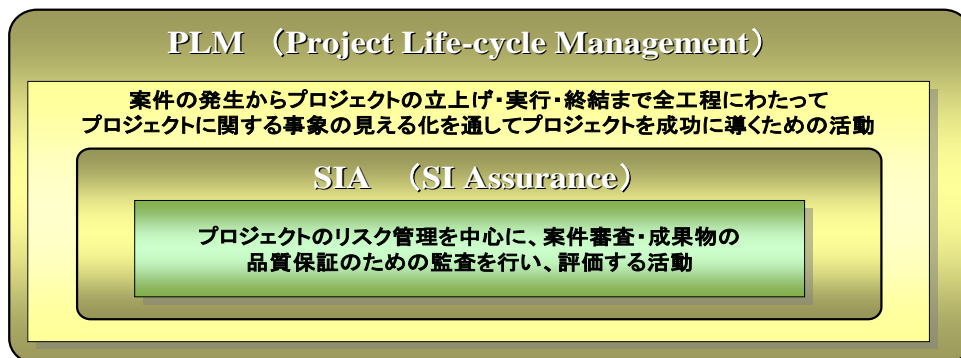 PLM （Project Life-cycle Management）
案件の発生からプロジェクトの立上げ・実行・終結まで全工程にわたって
プロジェクトに関する事象の見える化を通してプロジェクトを成功に導くための活動
SIA （SI Assurance）
プロジェクトのリスク管理を中心に、案件審査・成果物の
品質保証のための監査を行い、評価する活動